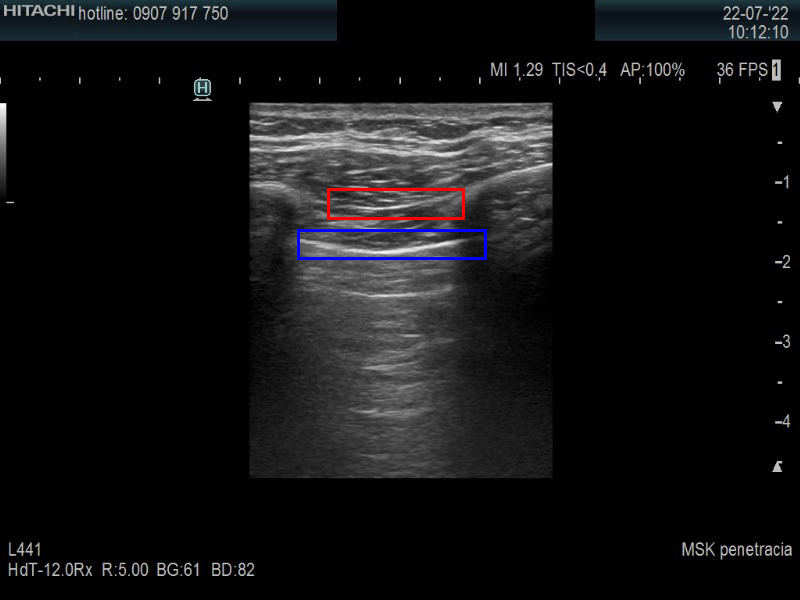 HITACHI hotline: 0907 917 750
22-07-'22
10:12:10
MI 1.29 TIS<0.4 AP:100% 36 FPS 1
H
-1
-2
-3
-4
L441
HdT-12.0Rx R:5.00 BG:61 BD:82
MSK penetracia